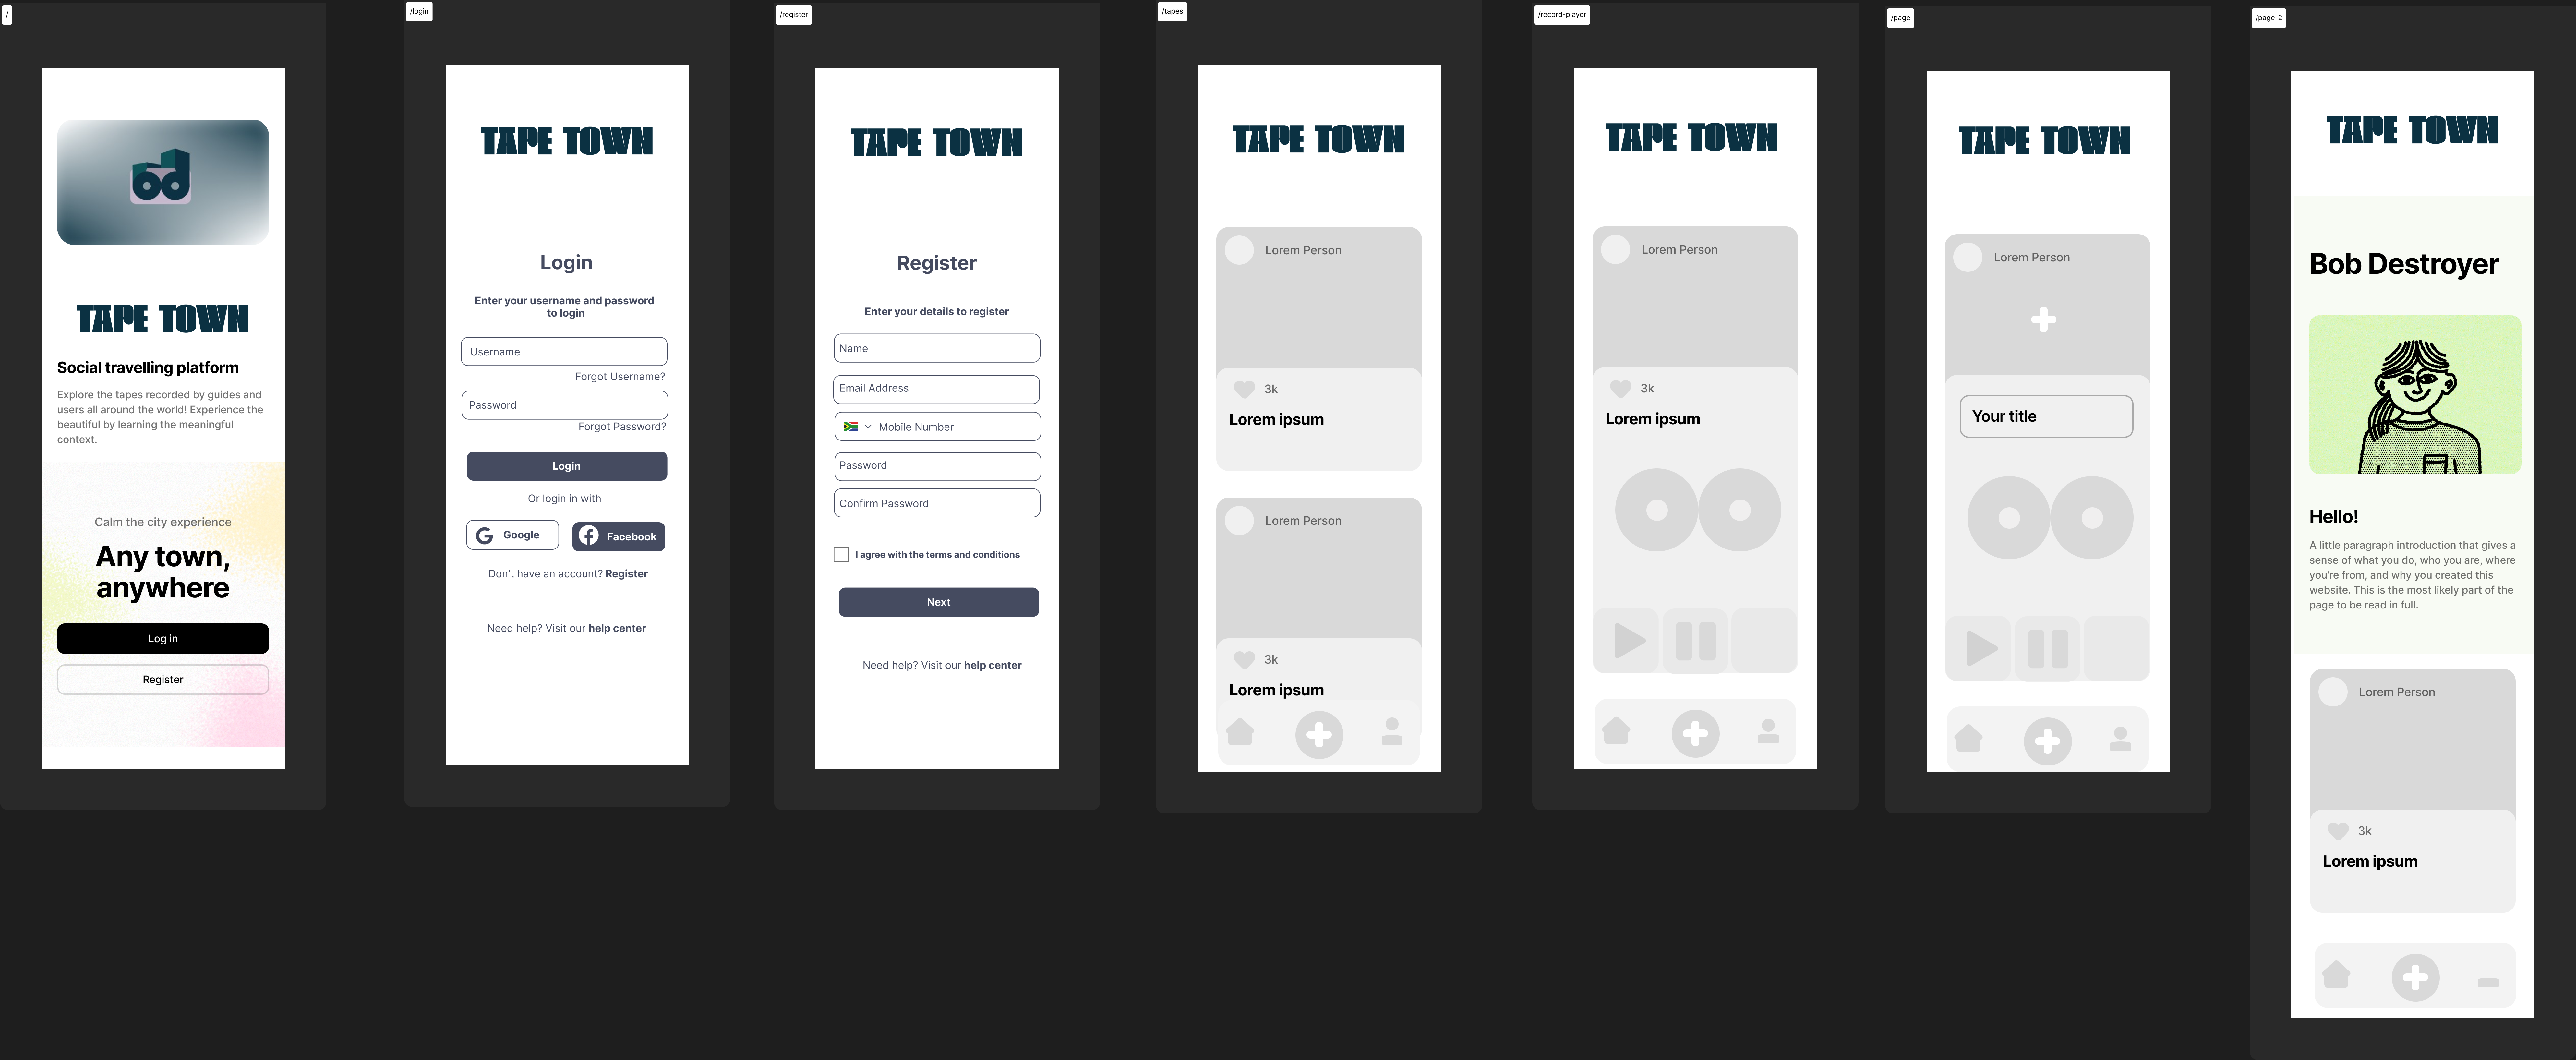 /
TAPE TOWN
Social travelling platform
Explore the tapes recorded by guides and
users all around the world! Experience the
beautiful by learning the meaningful
context.
Calm the city experience
Any town,
anywhere
Log in
Register
/login
TAPE TOWN
Login
Enter your username and password
to login
Username
Forgot Username?
Password
Forgot Password?
Login
Or login in with
Google
Facebook
Don't have an account? Register
Need help? Visit our help center
/register
TAPE TOWN
Register
Enter your details to register
Name
Email Address
Mobile Number
Password
Confirm Password
I agree with the terms and conditions
Next
Need help? Visit our help center
/tapes
TAPE TOWN
Lorem Person
3k
Lorem ipsum
Lorem Person
3k
Lorem ipsum
/record-player
TAPE TOWN
Lorem Person
3k
Lorem ipsum
/page
TAPE TOWN
Lorem Person
Your title
/page-2
TAPE TOWN
Bob Destroyer
Hello!
A little paragraph introduction that gives a
sense of what you do, who you are, where
you're from, and why you created this
website. This is the most likely part of the
page to be read in full.
Lorem Person
3k
Lorem ipsum